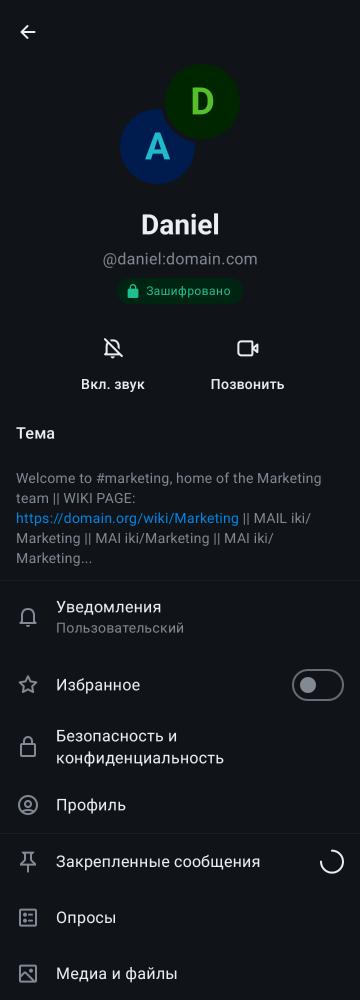 D
A
Daniel
@daniel:domain.com
Зашифровано
Вкл. звук
Позвонить
Тема
Welcome to #marketing, home of the Marketing
team || WIKI PAGE:
https://domain.org/wiki/Marketing || MAIL iki/
Marketing || MAI iki/Marketing || MAI iki/
Marketing...
Уведомления
Пользовательский
Избранное
Безопасность и
конфиденциальность
Профиль
Закрепленные сообщения
Опросы
Медиа и файлы